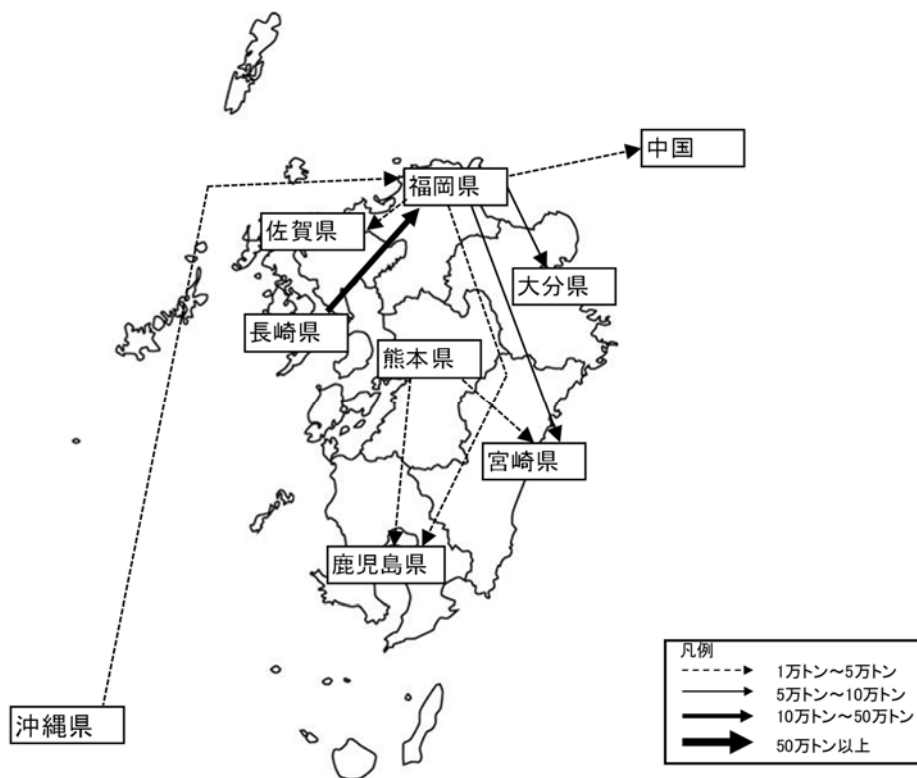 中国
福岡県
佐賀県
大分県
長崎県
熊本県
宮崎県
鹿児島県
沖縄県
凡例
1万トン～5万トン
5万トン～10万トン
10万トン～50万トン
50万トン以上